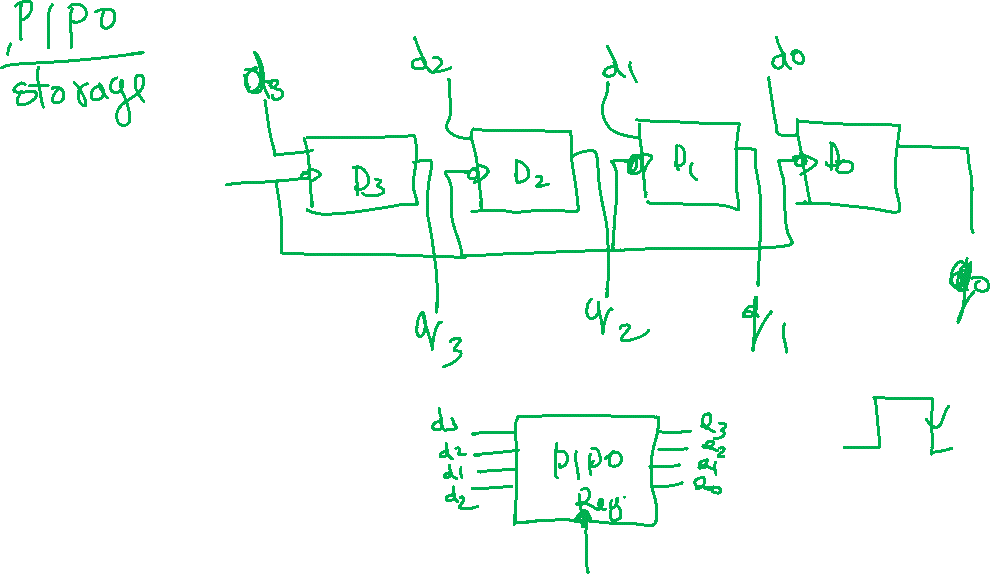 PIPO
storage
d3 d2 d1 d0
D3 D2 D1 D0
q3 q2 q1 q0
d3 Q3
d2 PIPO Q2
d1 Q1
d2 Reg. Q0